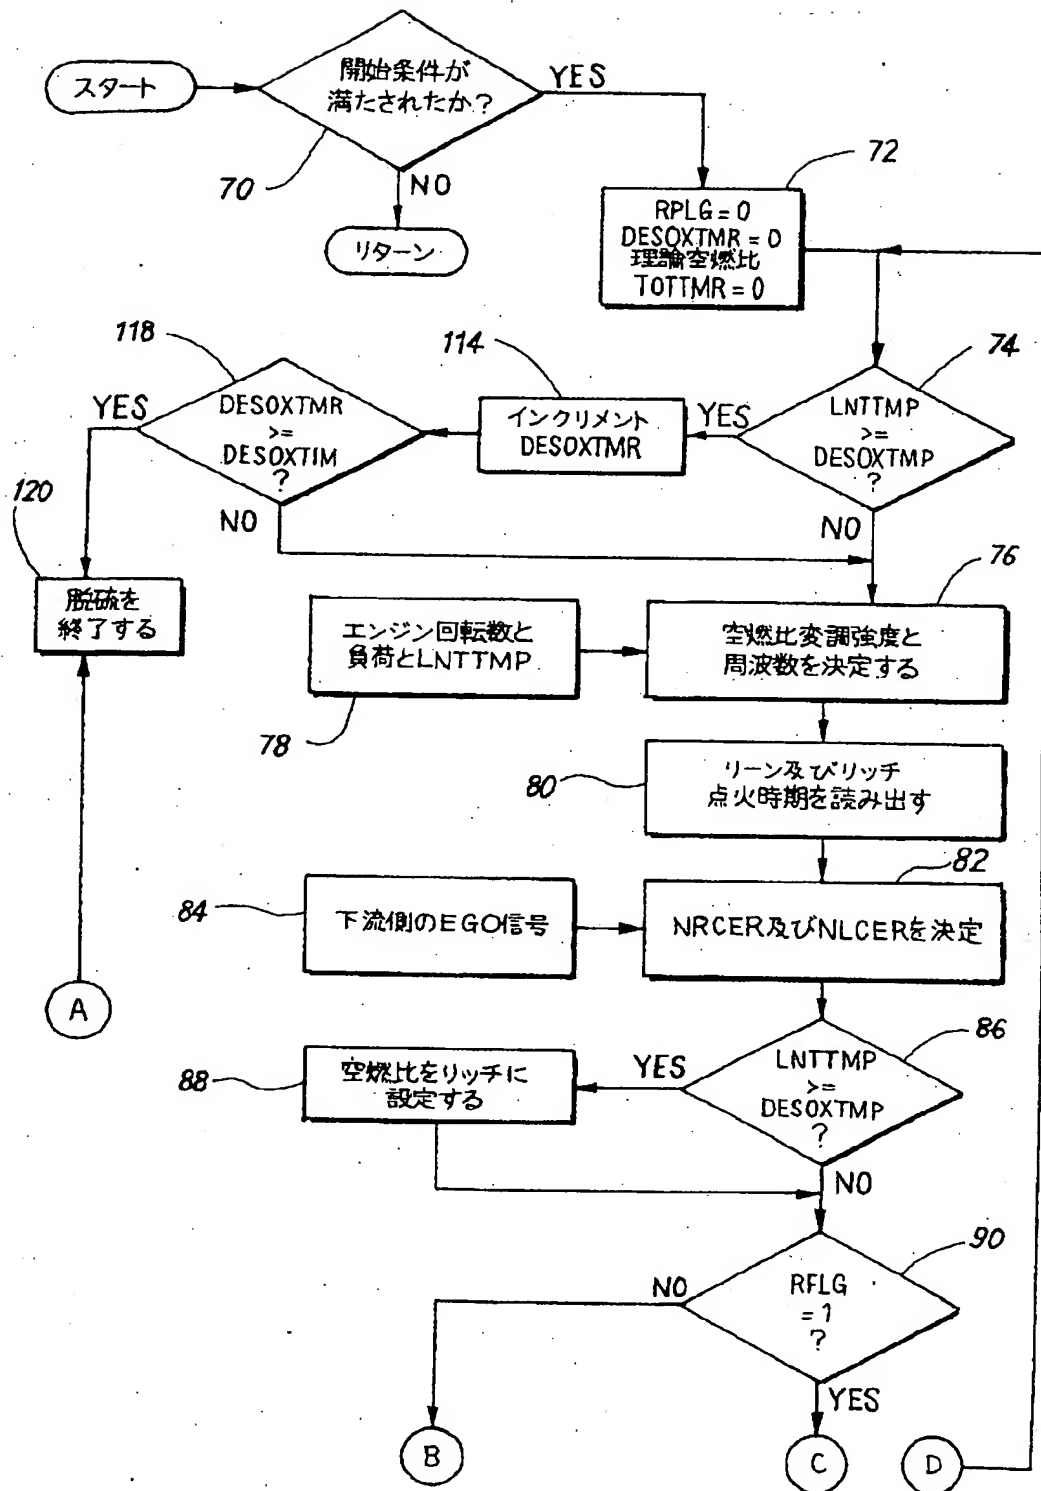 スタート
開始条件が
満たされたか?
YES
70
NO
リターン
72
RPLG = 0
DESOXTMR = 0
理論空燃比
TOTTMR = 0
118
114
74
YES
DESOXTMR
>=
DESOXTIM
?
インクリメント
DESOXTMR
YES
LNTTMP
>=
DESOXTMP
?
120
NO
NO
76
脱硫を
終了する
エンジン回転数と
負荷とLNTTMP
空燃比変調強度と
周波数を決定する
78
80
リーン及びリッチ
点火時期を読み出す
82
84
下流側のEGO信号
NRCER及びNLCERを決定
A
86
88
空燃比をリッチに
設定する
YES
LNTTMP
>=
DESOXTMP
?
NO
90
NO
RFLG
=1
?
YES
B
C
D